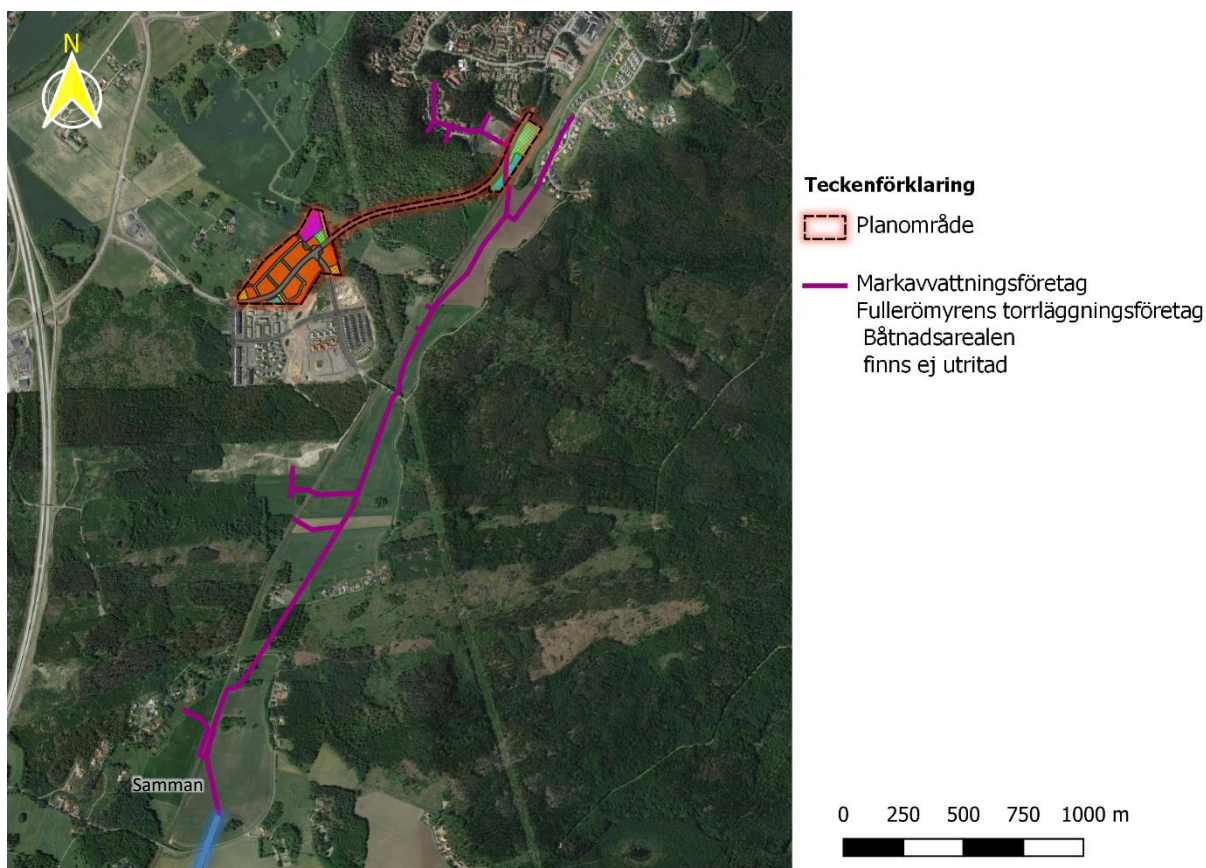 N
Samman
Teckenförklaring
Planområde
Markavvattningsföretag
Fullerömyrens torrläggningsföretag
Båtnadsarealen
finns ej utritad
0 250 500 750 1000 m